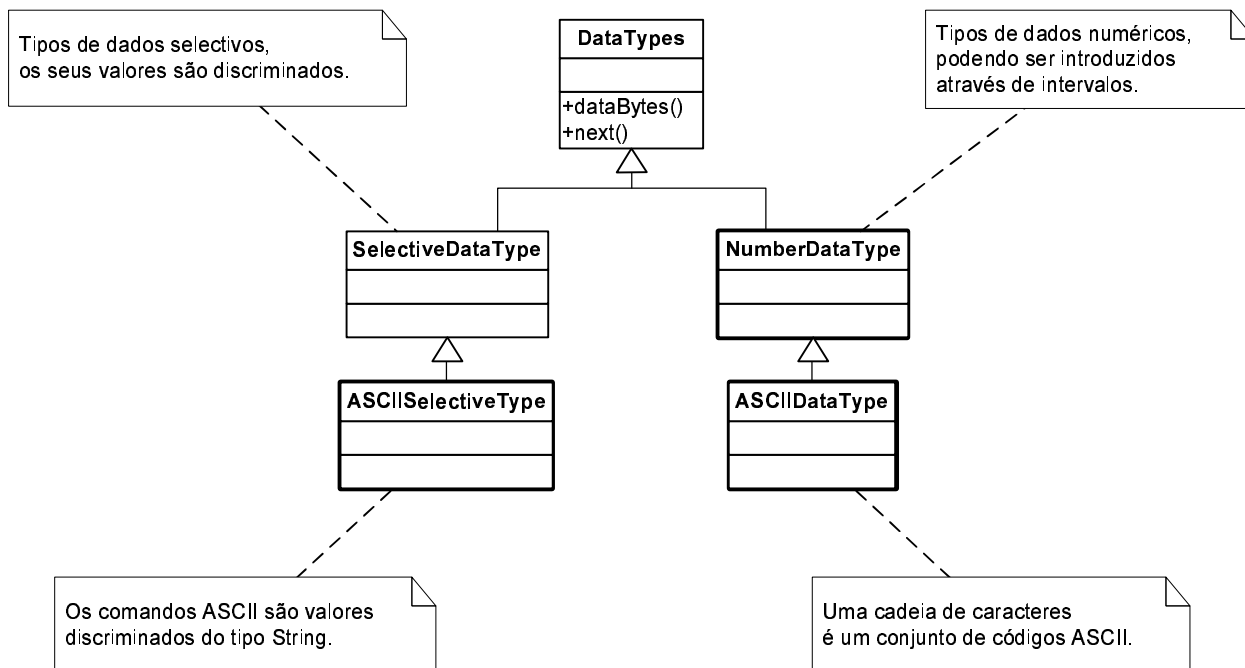 Tipos de dados selectivos,
os seus valores são discriminados.
DataTypes
+dataBytes()
+next()
Tipos de dados numéricos,
podendo ser introduzidos
através de intervalos.
SelectiveDataType
NumberDataType
ASCIISelectiveType
ASCIIDataType
Os comandos ASCII são valores
discriminados do tipo String.
Uma cadeia de caracteres
é um conjunto de códigos ASCII.